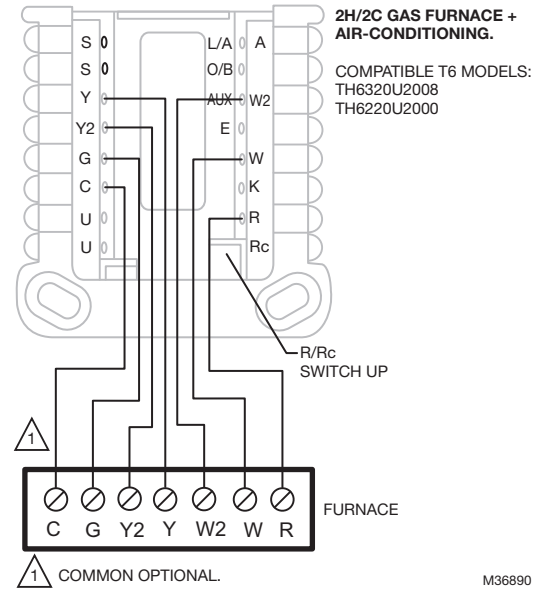 2H/2C GAS FURNACE +
AIR-CONDITIONING.
COMPATIBLE T6 MODELS:
TH6320U2008
TH6220U2000
S L/A A
S O/B
Y AUX W2
Y2 E
G W
C K
U R
U Rc
R/Rc
SWITCH UP
1
FURNACE
C G Y2 Y W2 W R
1 COMMON OPTIONAL.
M36890